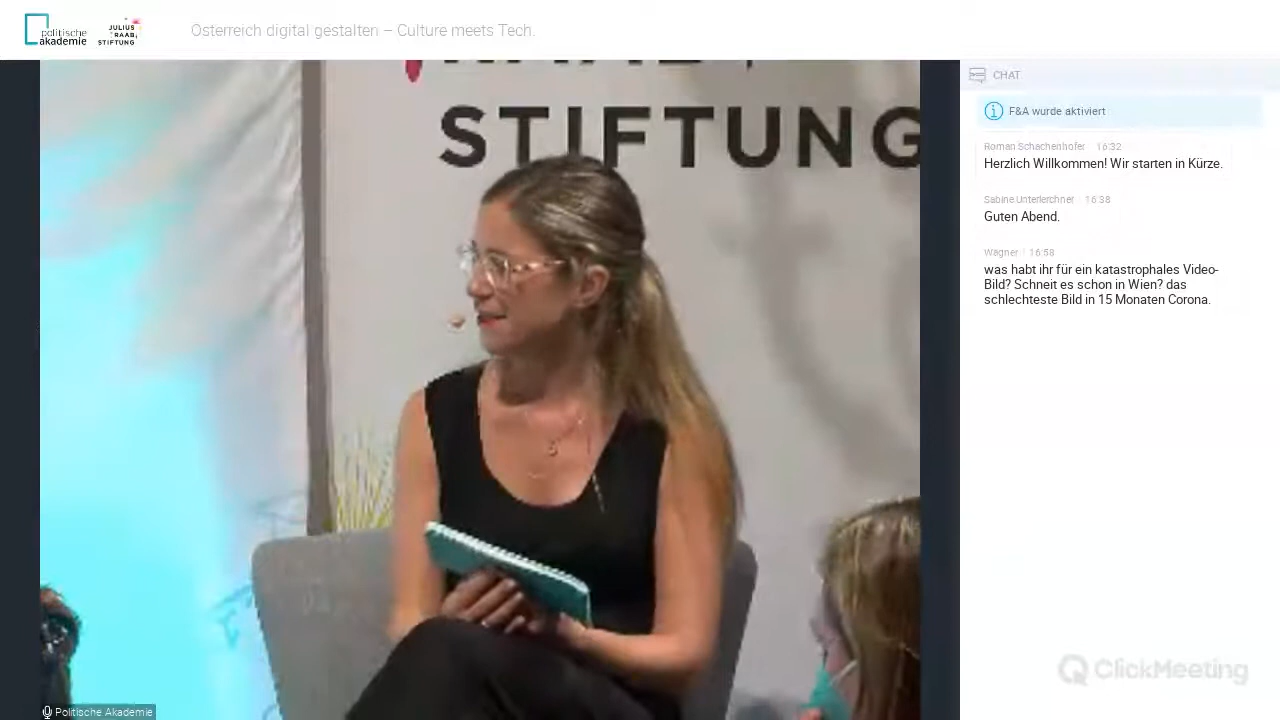 politische
akademie
JULIUS
RAAB
STIFTUNG
Österreich digital gestalten – Culture meets Tech.
STIFTUNG
Politische Akademie
CHAT
F&A wurde aktiviert
Roman Schachenhofer 16:32
Herzlich Willkommen! Wir starten in Kürze.
Sabine Unterlerchner 16:38
Guten Abend.
Wagner 16:58
was habt ihr für ein katastrophales Video-
Bild? Schneit es schon in Wien? das
schlechteste Bild in 15 Monaten Corona.
ClickMeeting